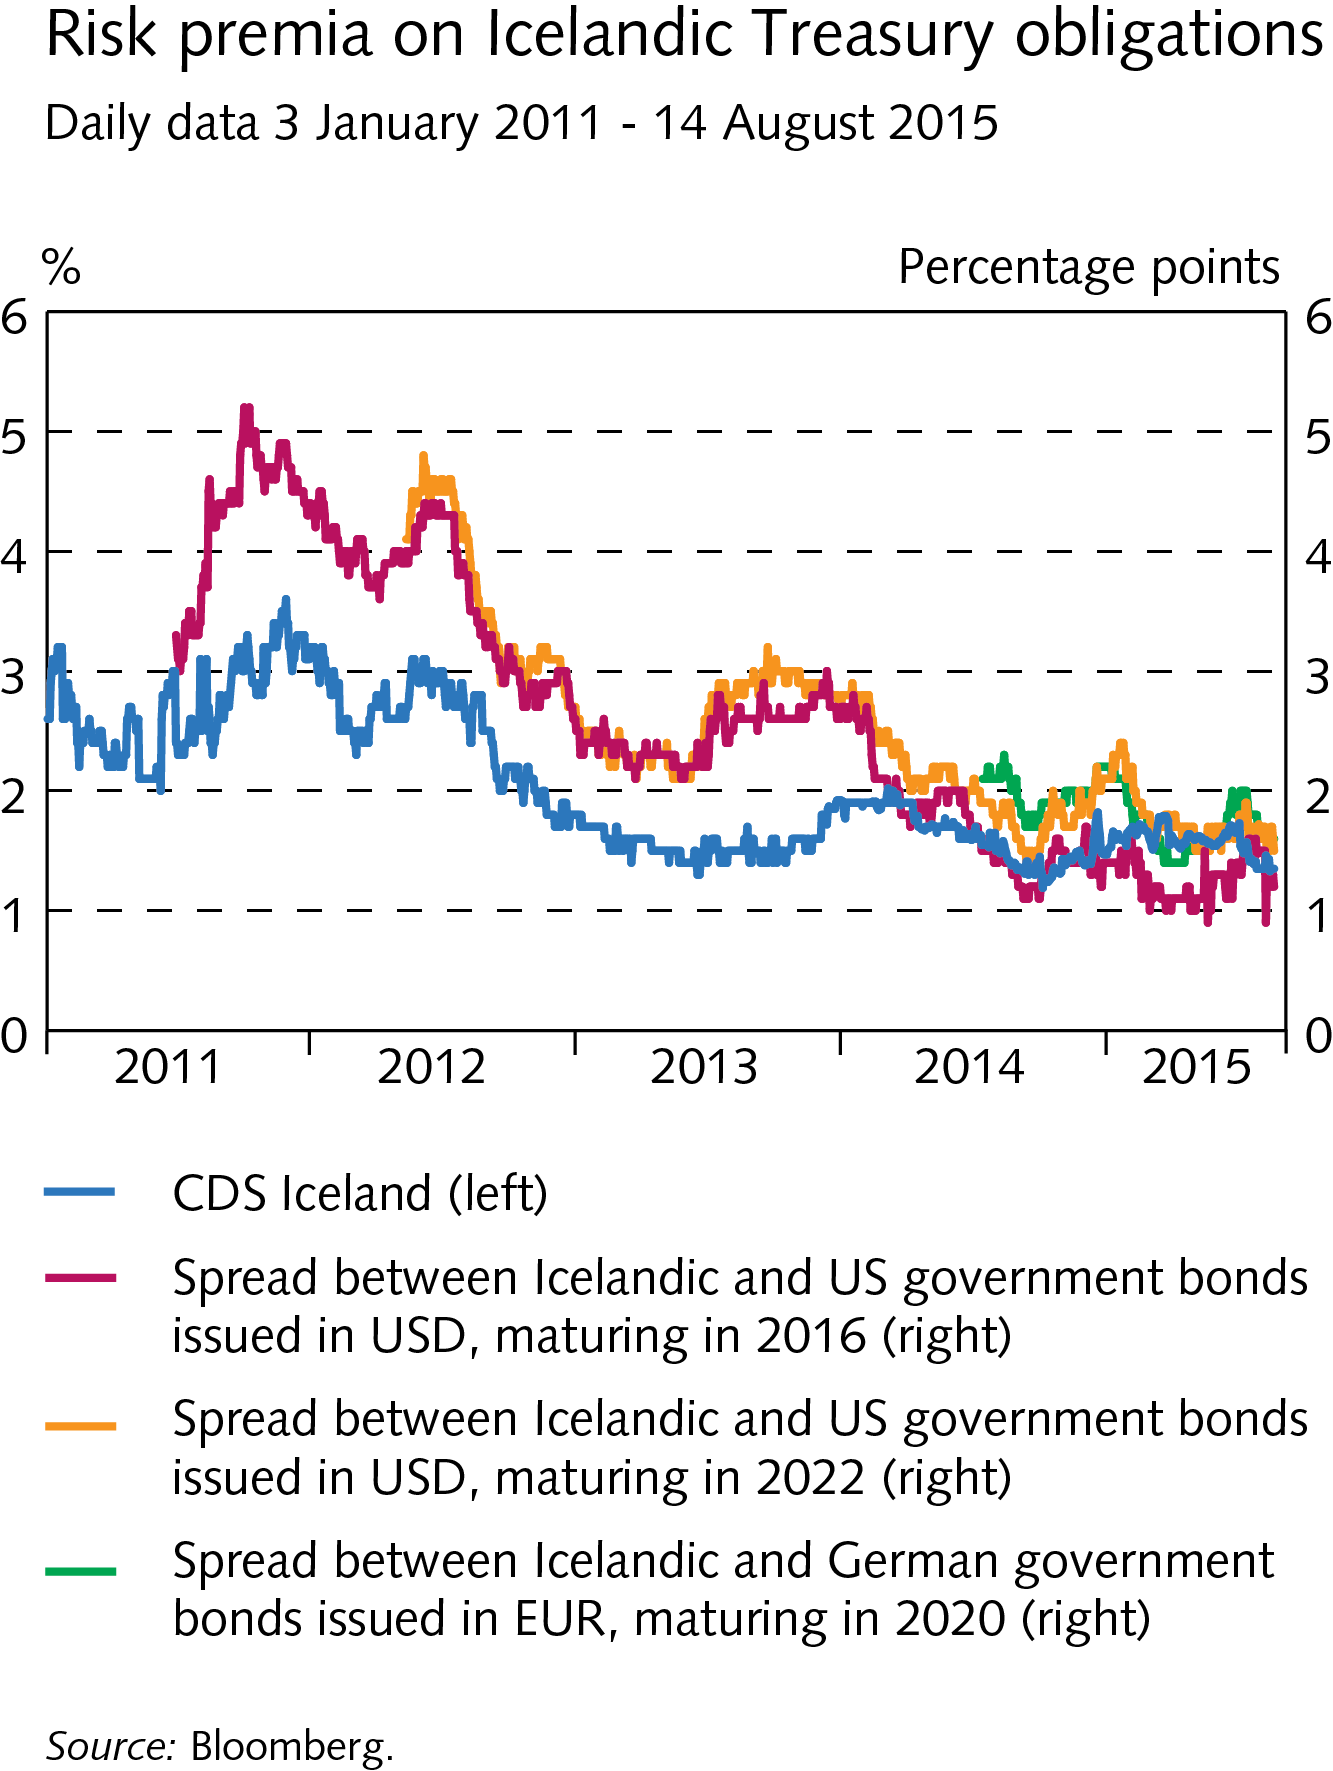 Risk premia on Icelandic Treasury obligations
Daily data 3 January 2011 - 14 August 2015
% Percentage points
6 6
5 5
4 4
3 3
2 2
1 1
0 0
2011 2012 2013 2014 2015
CDS Iceland (left)
Spread between Icelandic and US government bonds
issued in USD, maturing in 2016 (right)
Spread between Icelandic and US government bonds
issued in USD, maturing in 2022 (right)
Spread between Icelandic and German government
bonds issued in EUR, maturing in 2020 (right)
Source: Bloomberg.